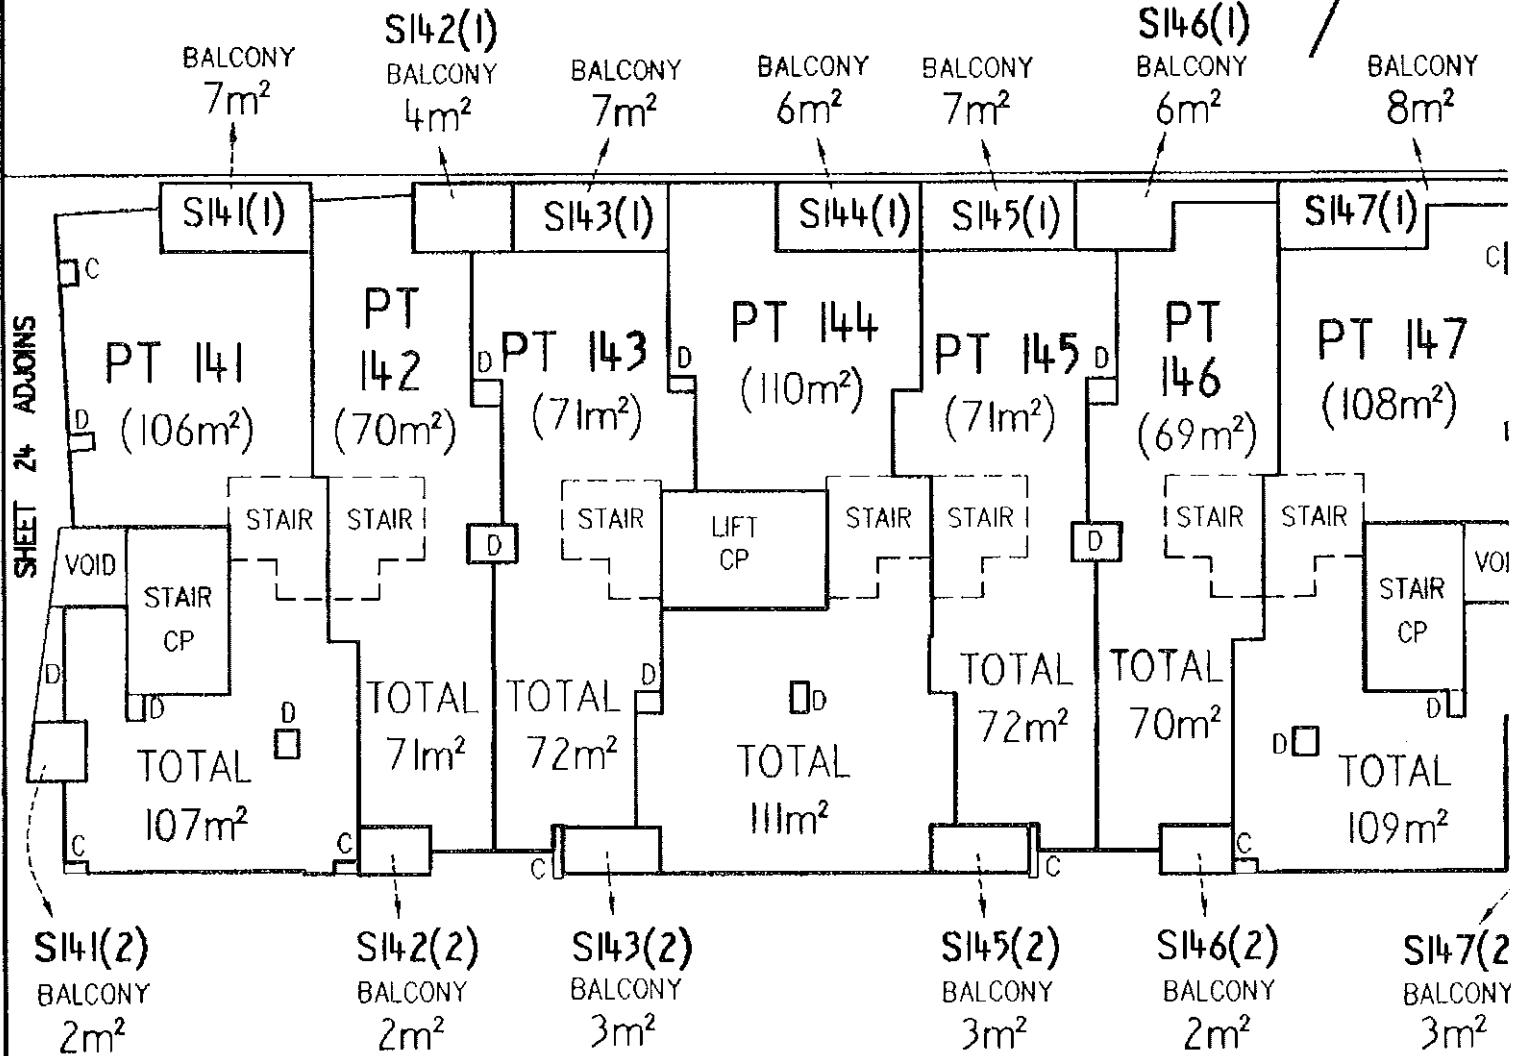 S142(1)
S146(1)
BALCONY
7m²
BALCONY
4m²
BALCONY
7m²
BALCONY
6m²
BALCONY
7m²
BALCONY
6m²
BALCONY
8m²
S141(1)
S143(1)
S144(1)
S145(1)
S147(1)
C
C
SHEET 24 ADJOINS
PT 141
(106m²)
PT
142
(70m²)
PT 143
(71m²)
PT 144
(110m²)
PT 145
(71m²)
PT
146
(69m²)
PT 147
(108m²)
D
D
D
D
STAIR
STAIR
STAIR
LIFT
CP
STAIR
STAIR
STAIR
STAIR
VOID
STAIR
CP
D
D
STAIR
CP
VOI
D
D
D
TOTAL
107m²
TOTAL
71m²
TOTAL
72m²
D
D
TOTAL
111m²
TOTAL
72m²
TOTAL
70m²
D
D
TOTAL
109m²
C
C
C
C
C
S141(2)
BALCONY
2m²
S142(2)
BALCONY
2m²
S143(2)
BALCONY
3m²
S145(2)
BALCONY
3m²
S146(2)
BALCONY
2m²
S147(2
BALCONY
3m²